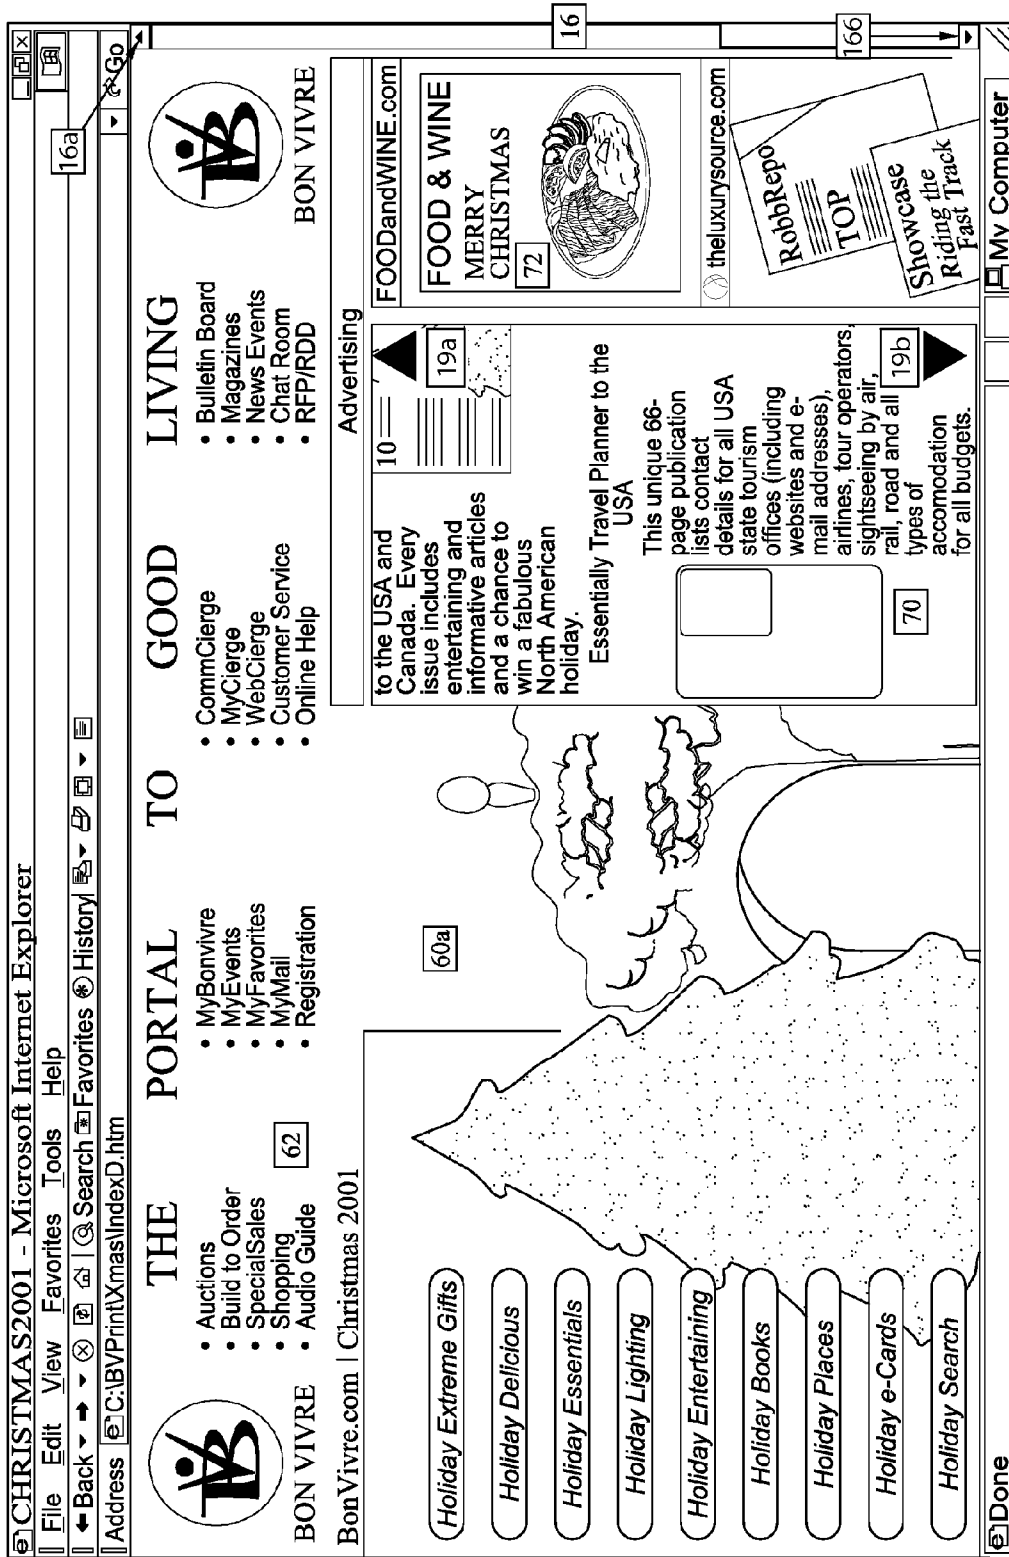 CHRISTMAS2001 - Microsoft Internet Explorer
File Edit View Favorites Tools Help
Back Search Favorites History
Address C:\BVPrint\Xmas\IndexD.htm Go
16a
THE PORTAL TO GOOD LIVING
BV
BON VIVRE
• Auctions
• Build to Order
• SpecialSales
• Shopping
• Audio Guide
62
• MyBonvivre
• MyEvents
• MyFavorites
• MyMail
• Registration
• CommCierge
• MyCierge
• WebCierge
• Customer Service
• Online Help
• Bulletin Board
• Magazines
• News Events
• Chat Room
• RFP/RDD
BV
BON VIVRE
BonVivre.com | Christmas 2001
Holiday Extreme Gifts
Holiday Delicious
Holiday Essentials
Holiday Lighting
Holiday Entertaining
Holiday Books
Holiday Places
Holiday e-Cards
Holiday Search
60a
Advertising
to the USA and
Canada. Every
issue includes
entertaining and
informative articles
and a chance to
win a fabulous
North American
holiday.
10
19a
Essentially Travel Planner to the
USA
This unique 66-
page publication
lists contact
details for all USA
state tourism
offices (including
websites and e-
mail addresses),
airlines, tour operators,
sightseeing by air,
rail, road and all
types of
accomodation
for all budgets.
70
19b
FOODandWINE.com
FOOD & WINE
MERRY
CHRISTMAS
72
theluxurysource.com
RobbRepo
TOP
Showcase
Riding the
Fast Track
16
166
Done
My Computer